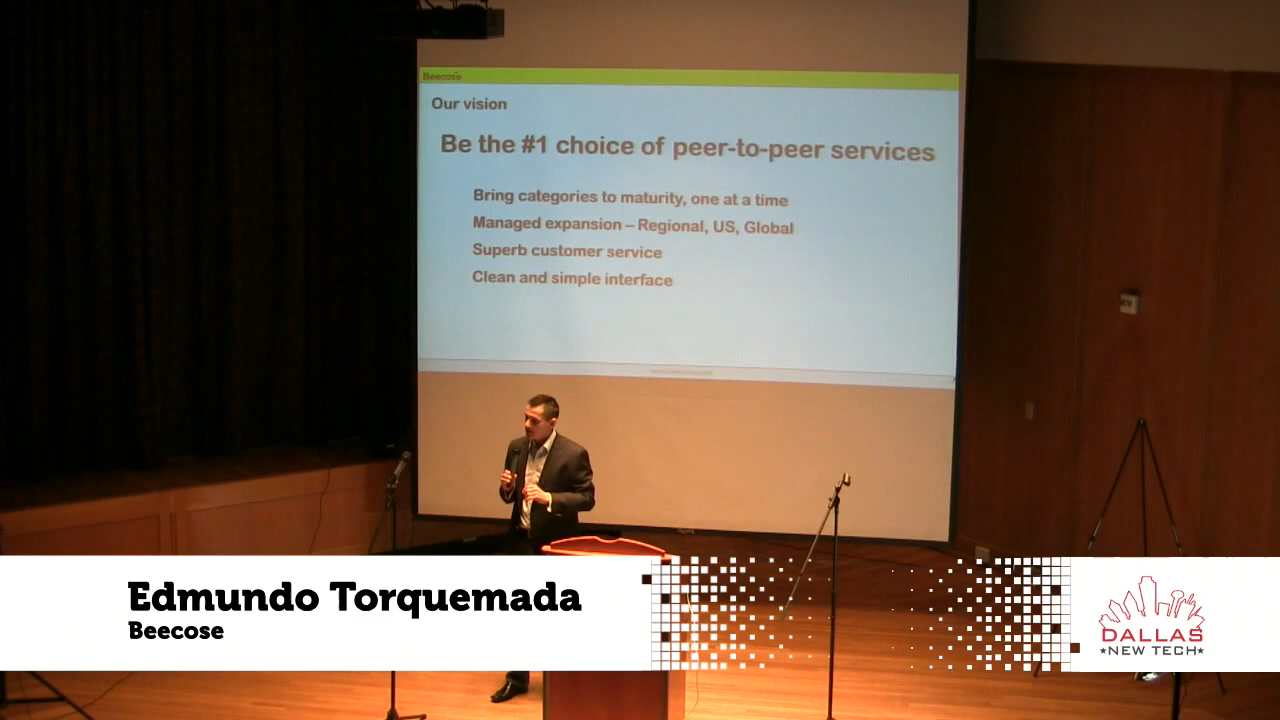 Beecose
Our vision
Be the #1 choice of peer-to-peer services
Bring categories to maturity, one at a time
Managed expansion – Regional, US, Global
Superb customer service
Clean and simple interface
Edmundo Torquemada
Beecose
DALLAS
★NEW TECH★